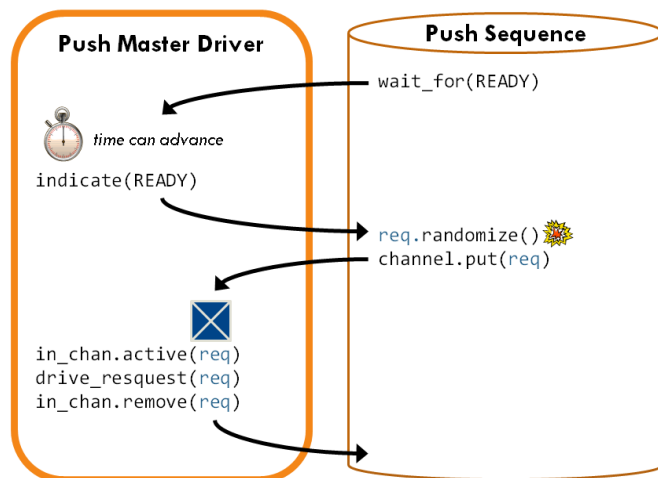 Push Master Driver
Push Sequence
wait_for(READY)
time can advance
indicate(READY)
req.randomize()
channel.put(req)
in_chan.active(req)
drive_resquest(req)
in_chan.remove(req)